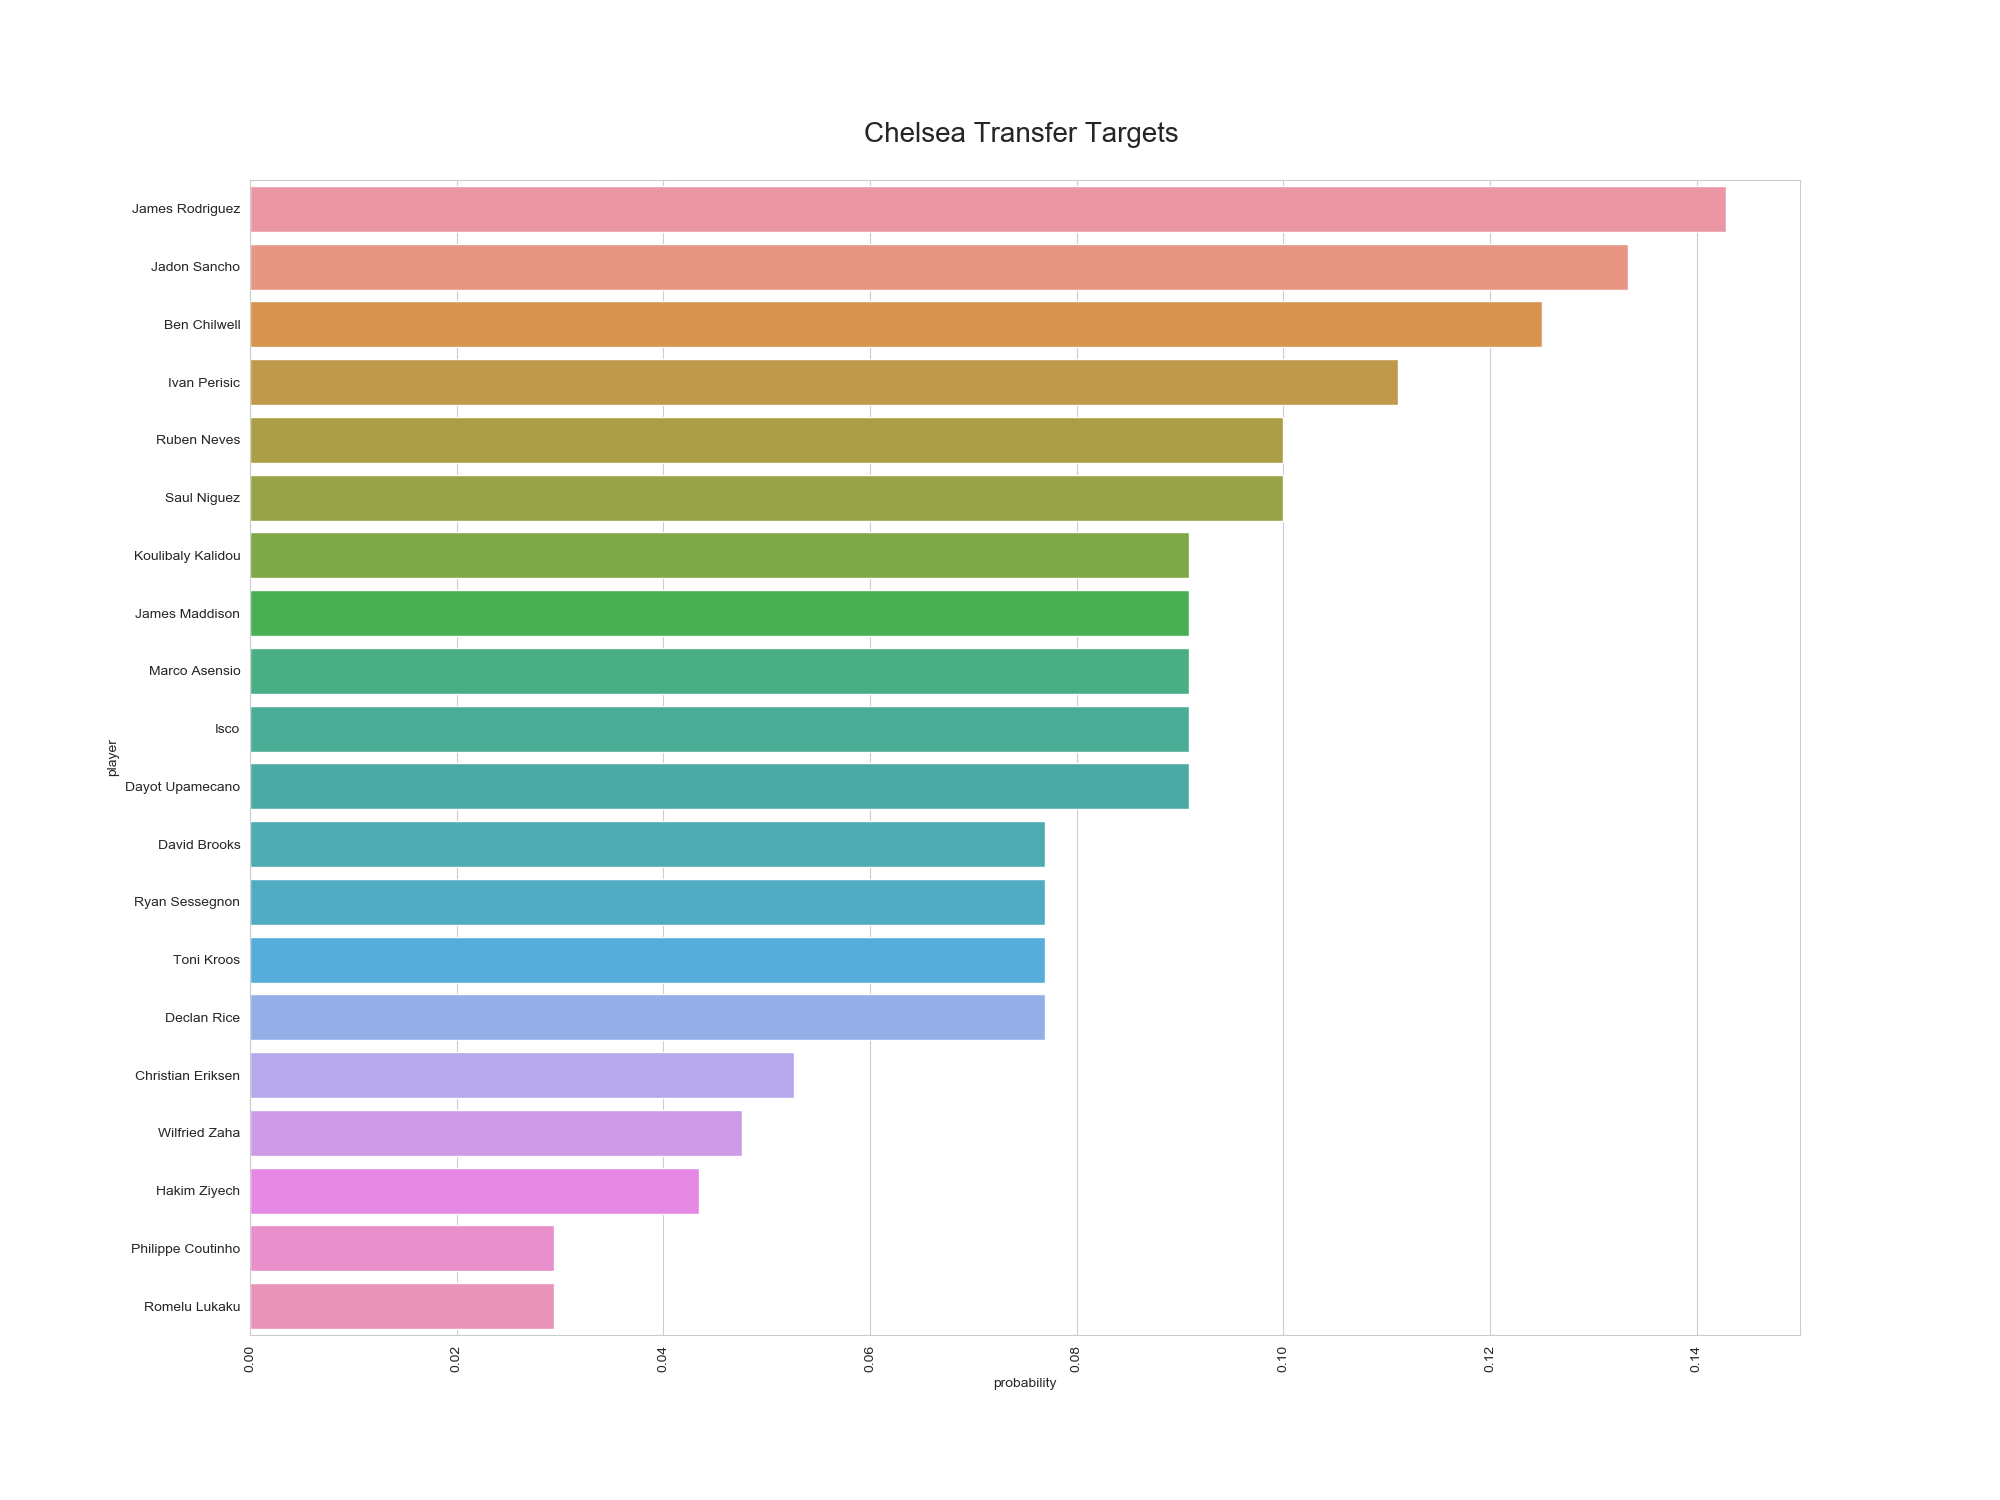 Chelsea Transfer Targets
James Rodriguez
Jadon Sancho
Ben Chilwell
Ivan Perisic
Ruben Neves
Saul Niguez
Koulibaly Kalidou
James Maddison
Marco Asensio
Isco
player
Dayot Upamecano
David Brooks
Ryan Sessegnon
Toni Kroos
Declan Rice
Christian Eriksen
Wilfried Zaha
Hakim Ziyech
Philippe Coutinho
Romelu Lukaku
0.00 0.02 0.04 0.06 0.08 0.10 0.12 0.14
probability